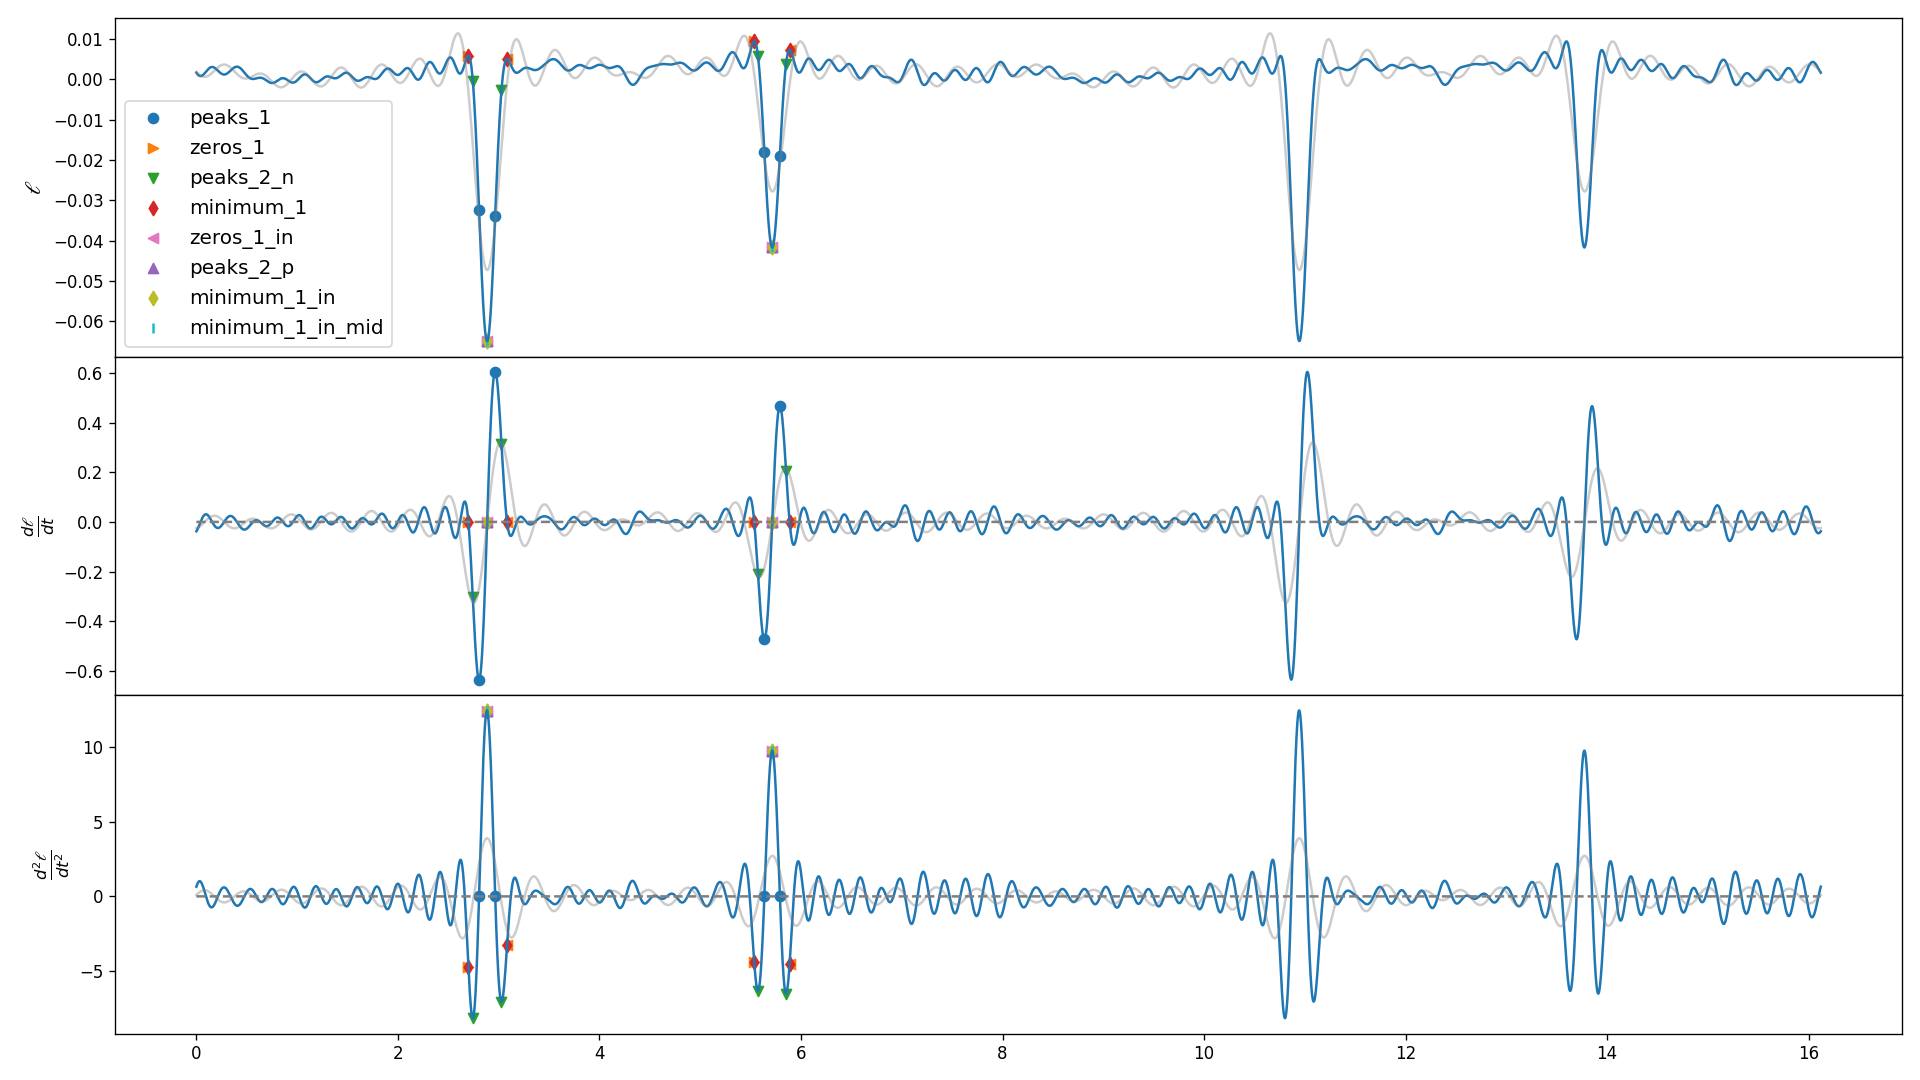 0.01
0.00
−0.01
−0.02
−0.03
−0.04
−0.05
−0.06
ℓ
peaks_1
zeros_1
peaks_2_n
minimum_1
zeros_1_in
peaks_2_p
minimum_1_in
minimum_1_in_mid
0.6
0.4
0.2
0.0
−0.2
−0.4
−0.6
dℓ
dt
10
5
0
−5
d²ℓ
dt²
0 2 4 6 8 10 12 14 16